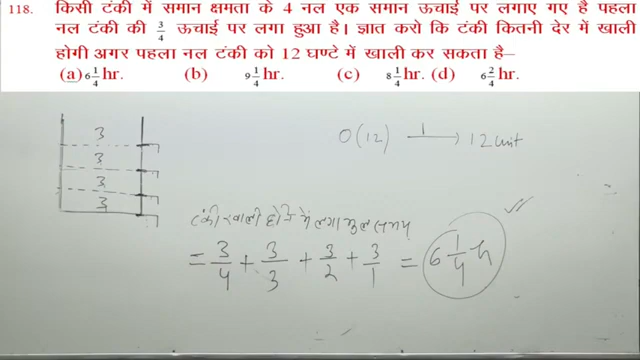 118. किसी टंकी में समान क्षमता के 4 नल एक समान ऊचाई पर लगाए गए है पहला
नल टंकी की 3/4 ऊचाई पर लगा हुआ है। ज्ञात करो कि टंकी कितनी देर में खाली
होगी अगर पहला नल टंकी को 12 घण्टे में खाली कर सकता है–
(a) 6 1/4 hr. (b) 9 1/4 hr. (c) 8 1/4 hr. (d) 6 2/4 hr.
3
3
3
3
0(12) 1 → 12 unit
टंकी खाली होने में लगा कुल समय
= 3/4 + 3/3 + 3/2 + 3/1 = 6 1/4 h